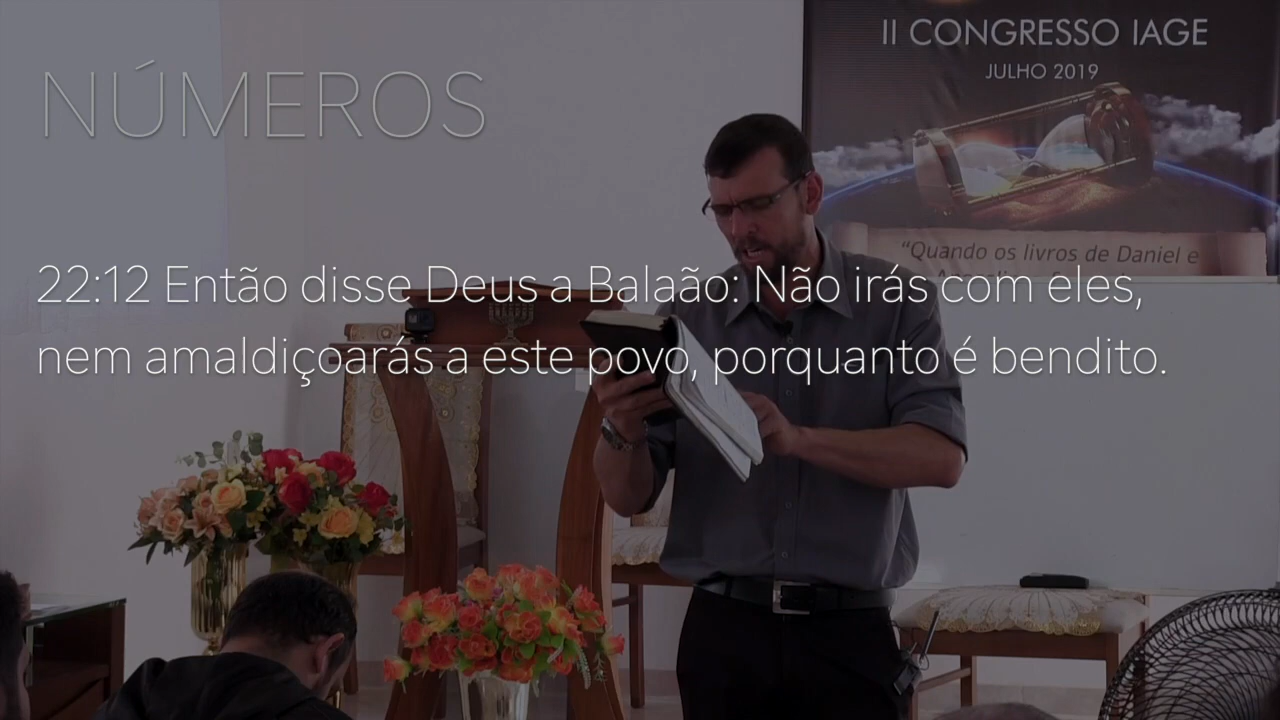 II CONGRESSO IAGE
JULHO 2019
NÚMEROS
"Quando os livros de Daniel e
22:12 Então disse Deus a Balaão: Não irás com eles,
nem amaldiçoarás a este povo, porquanto é bendito.